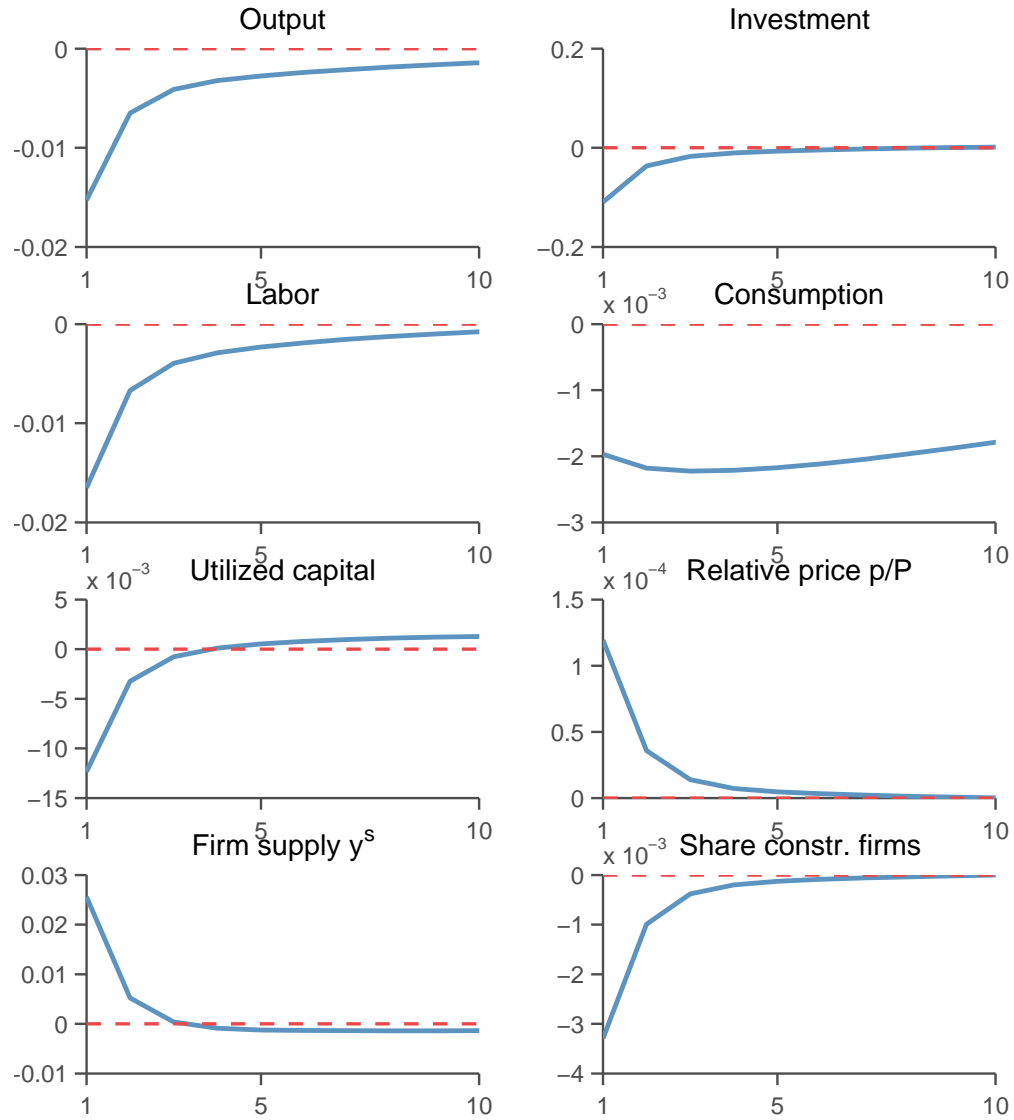 Output
0
-0.01
-0.02
1 5 10
Investment
0.2
0
−0.2
1 5 10
Labor
0
-0.01
-0.02
1 5 10
Consumption
x 10−3
0
−1
−2
−3
1 5 10
Utilized capital
x 10−3
5
0
−5
−10
−15
1 5 10
Relative price p/P
x 10−4
1.5
1
0.5
0
1 5 10
Firm supply ys
0.03
0.02
0.01
0
-0.01
1 5 10
Share constr. firms
x 10−3
0
−1
−2
−3
−4
1 5 10